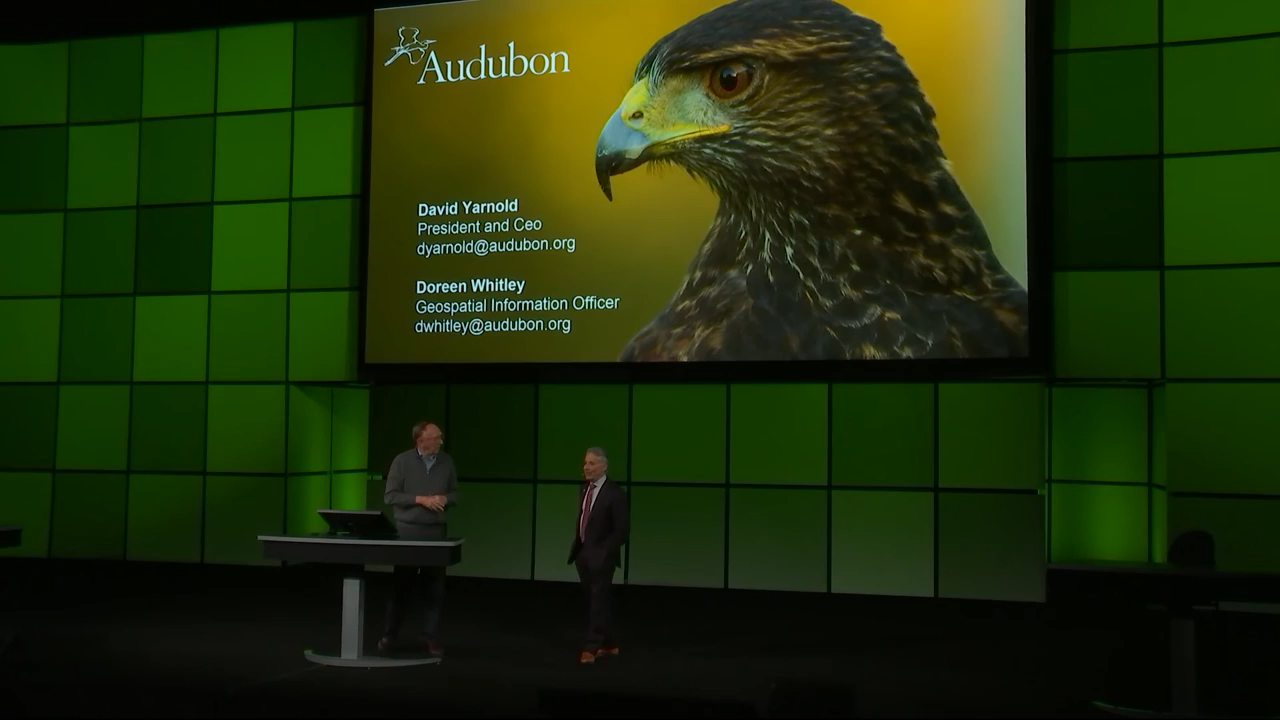 Audubon
David Yarnold
President and Ceo
dyarnold@audubon.org
Doreen Whitley
Geospatial Information Officer
dwhitley@audubon.org